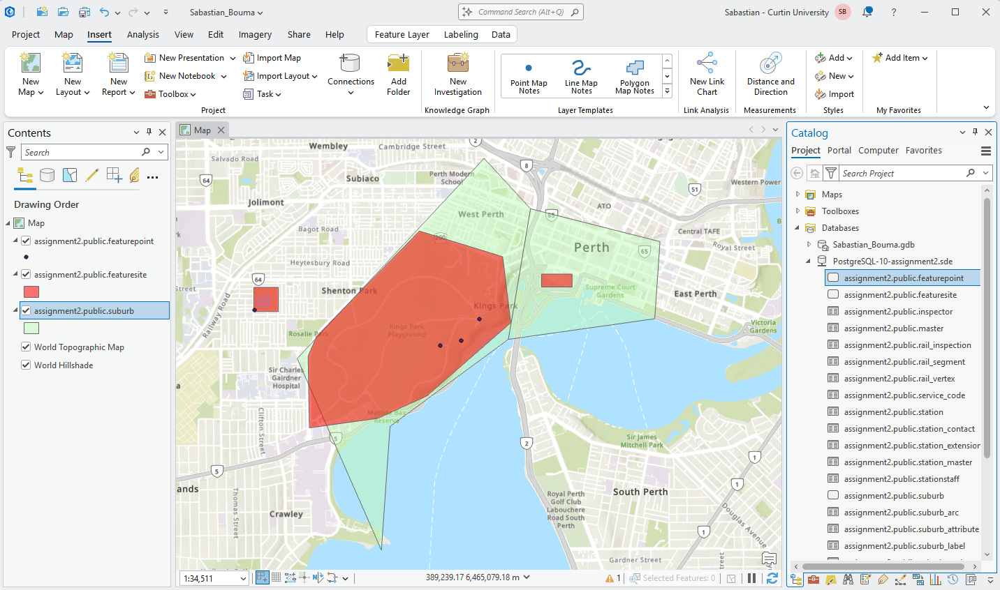 Sabastian_Bouma
Command Search (Alt+Q)
Sabastian - Curtin University
SB
?
Project
Map
Insert
Analysis
View
Edit
Imagery
Share
Help
Feature Layer
Labeling
Data
New Map
New Layout
New Report
New Presentation
New Notebook
Toolbox
Import Map
Import Layout
Task
Connections
Add Folder
Project
New Investigation
Knowledge Graph
Point Map Notes
Line Map Notes
Polygon Map Notes
Layer Templates
New Link Chart
Link Analysis
Distance and Direction
Measurements
Add
New
Import
Styles
Add Item
My Favorites
Contents
Search
Drawing Order
Map
assignment2.public.featurepoint
assignment2.public.featuresite
assignment2.public.suburb
World Topographic Map
World Hillshade
Map
Wembley
Cambridge Street
2
Salvado Road
64
Subiaco
Perth Modern School
8
Western Power
51
Jolimont
West Perth
ATO
65
Bagot Road
200
Central TAFE
Perth
65
Royal Street
Heytesbury Road
64
Street
Shenton Park
Supreme Court Gardens
East Perth
Railway Road
Kings Park
Kings Park Playground
Victoria Gardens
Rosalie Park
Sir Charles Gairdner Hospital
Clifton Street
Matilda Bay Reserve
5
2
Sir James Mitchell Park
1
5
1
ands
Thomas Street
Royal Perth Golf Club Labouchere Road South Perth
South Perth
Crawley
Douglas Avenue
1
Gardner Street
1:34,511
389,239.17 6,465,079.18 m
1
Selected Features: 0
Catalog
Project
Portal
Computer
Favorites
Search Project
Maps
Toolboxes
Databases
Sabastian_Bouma.gdb
PostgreSQL-10-assignment2.sde
assignment2.public.featurepoint
assignment2.public.featuresite
assignment2.public.inspector
assignment2.public.master
assignment2.public.rail_inspection
assignment2.public.rail_segment
assignment2.public.rail_vertex
assignment2.public.service_code
assignment2.public.station
assignment2.public.station_contact
assignment2.public.station_extension
assignment2.public.station_master
assignment2.public.stationstaff
assignment2.public.suburb
assignment2.public.suburb_arc
assignment2.public.suburb_attribute
assignment2.public.suburb_label